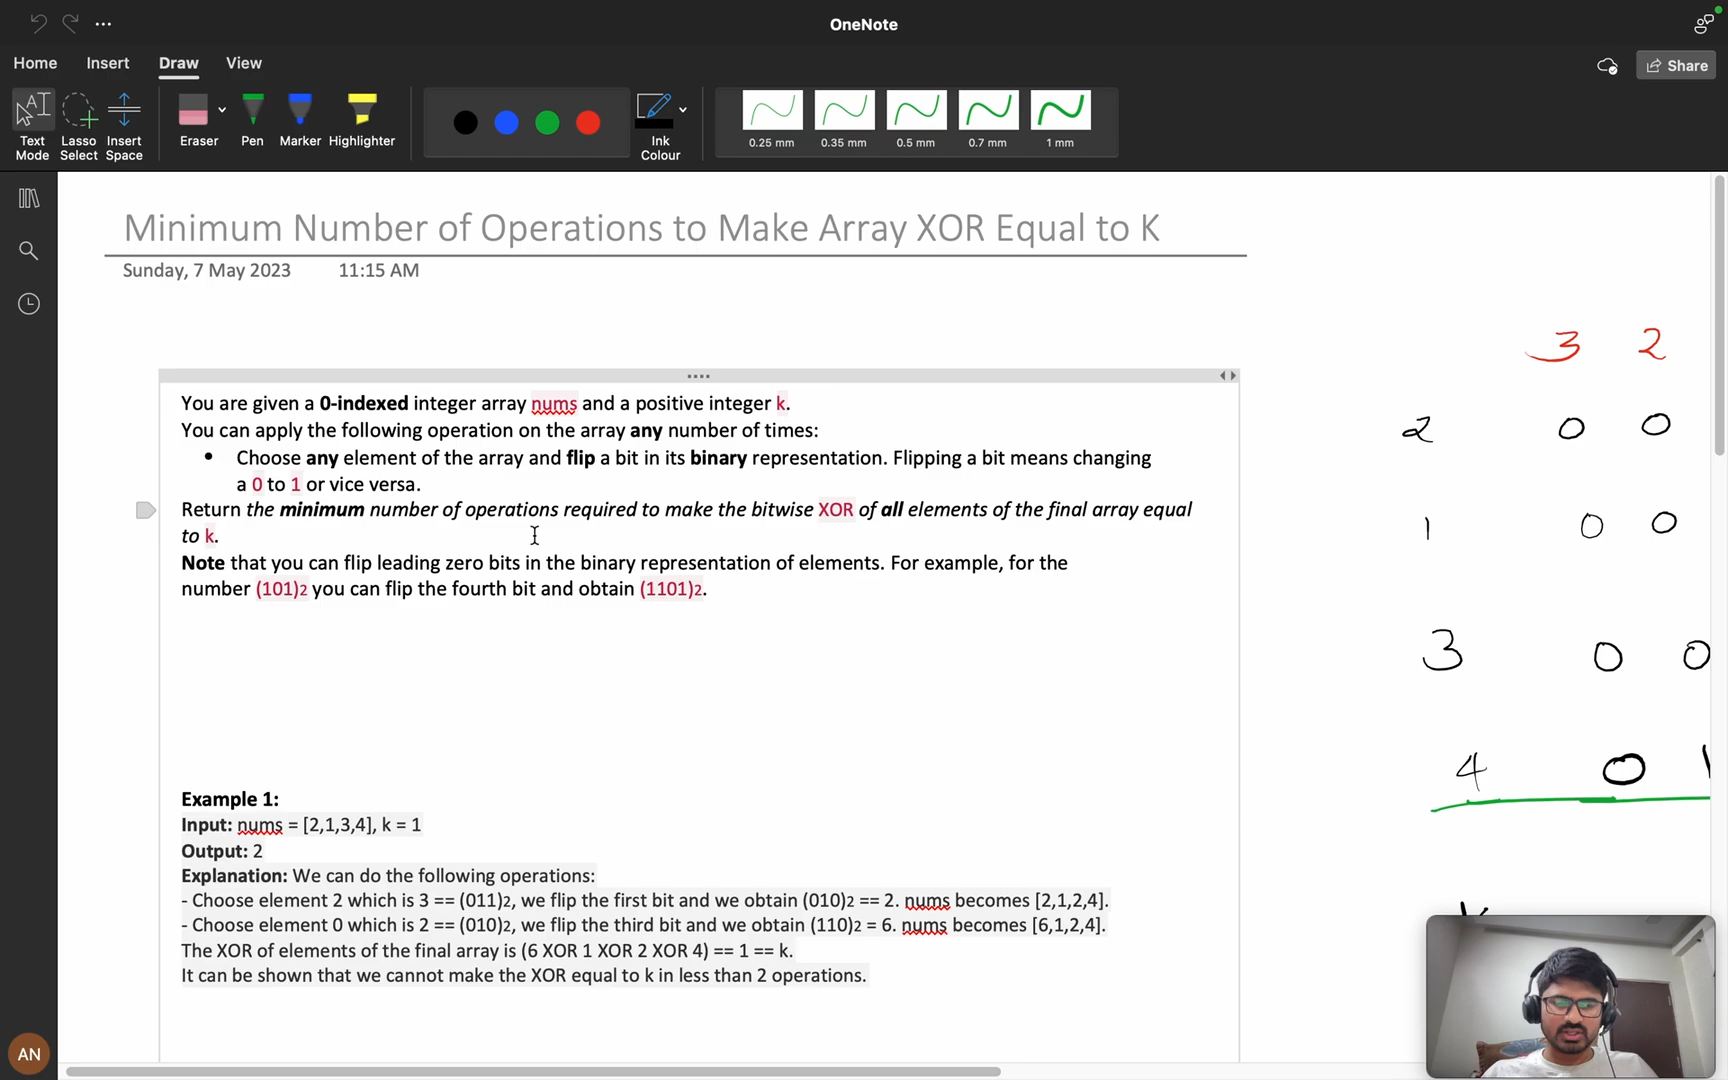 OneNote
Home Insert Draw View
Share
Text Mode
Lasso Select
Insert Space
Eraser
Pen
Marker
Highlighter
Ink Colour
0.25 mm
0.35 mm
0.5 mm
0.7 mm
1 mm
Minimum Number of Operations to Make Array XOR Equal to K
Sunday, 7 May 2023 11:15 AM
You are given a 0-indexed integer array nums and a positive integer k.
You can apply the following operation on the array any number of times:
• Choose any element of the array and flip a bit in its binary representation. Flipping a bit means changing
a 0 to 1 or vice versa.
Return the minimum number of operations required to make the bitwise XOR of all elements of the final array equal
to k.
Note that you can flip leading zero bits in the binary representation of elements. For example, for the
number (101)2 you can flip the fourth bit and obtain (1101)2.
Example 1:
Input: nums = [2,1,3,4], k = 1
Output: 2
Explanation: We can do the following operations:
- Choose element 2 which is 3 == (011)2, we flip the first bit and we obtain (010)2 == 2. nums becomes [2,1,2,4].
- Choose element 0 which is 2 == (010)2, we flip the third bit and we obtain (110)2 = 6. nums becomes [6,1,2,4].
The XOR of elements of the final array is (6 XOR 1 XOR 2 XOR 4) == 1 == k.
It can be shown that we cannot make the XOR equal to k in less than 2 operations.
3 2
2 0 0
1 0 0
3 0 0
4 0 1
AN